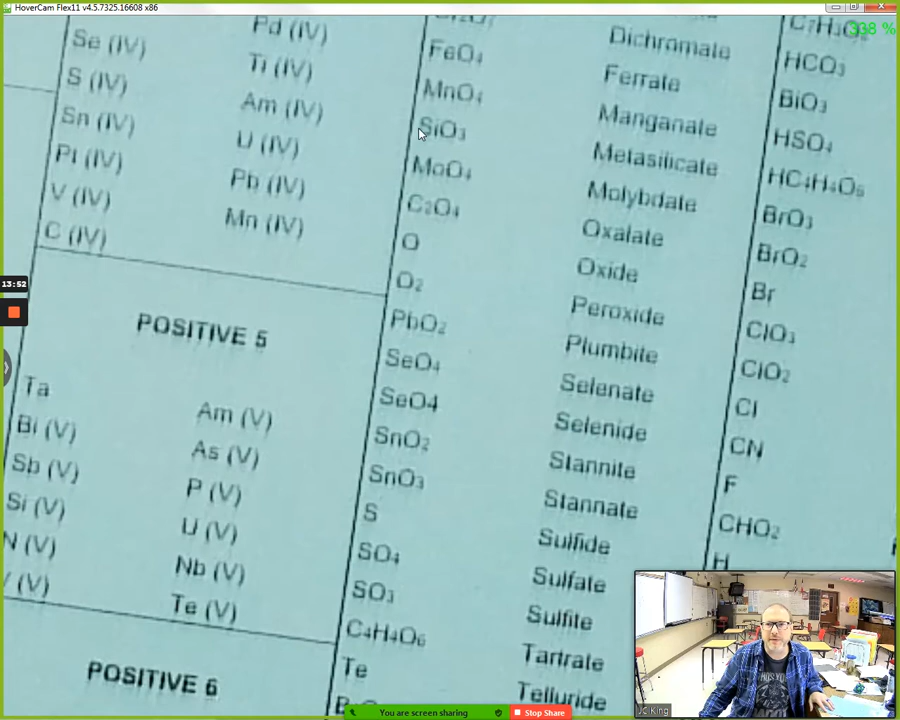 HoverCam Flex11 v4.5.7325.16608 x86
338 %
Se (IV)
S (IV)
Sn (IV)
Pt (IV)
V (IV)
C (IV)
Pd (IV)
Ti (IV)
Am (IV)
U (IV)
Pb (IV)
Mn (IV)
POSITIVE 5
Ta
Bi (V)
Sb (V)
Si (V)
N (V)
(V)
Am (V)
As (V)
P (V)
U (V)
Nb (V)
Te (V)
POSITIVE 6
FeO4
MnO4
SiO3
MoO4
C2O4
O
O2
PbO2
SeO4
SeO4
SnO2
SnO3
S
SO4
SO3
C4H4O6
Te
Dichromate
Ferrate
Manganate
Metasilicate
Molybdate
Oxalate
Oxide
Peroxide
Plumbite
Selenate
Selenide
Stannite
Stannate
Sulfide
Sulfate
Sulfite
Tartrate
Telluride
HCO3
BiO3
HSO4
HC4H4O6
BrO3
BrO2
Br
ClO3
ClO2
Cl
CN
F
CHO2
H
13:52
JC King
You are screen sharing
Stop Share